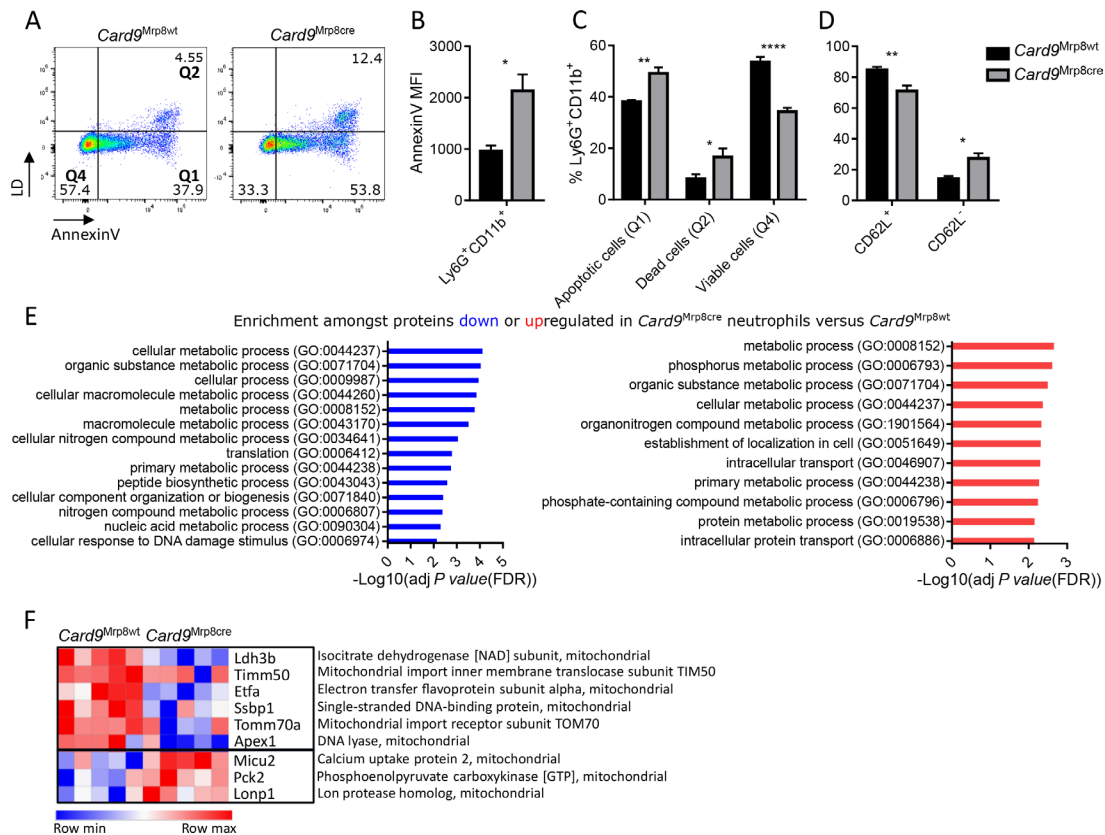 A
Card9Mrp8wt
Card9Mrp8cre
4.55
Q2
12.4
10^6
10^5
10^4
0
Q4
57.4
Q1
37.9
33.3
53.8
0
10^4
10^5
0
10^4
10^5
LD
AnnexinV
B
AnnexinV MFI
3000
2000
1000
0
*
Ly6G+CD11b+
C
% Ly6G+CD11b+
60
40
20
0
**
*
****
Apoptotic cells (Q1)
Dead cells (Q2)
Viable cells (Q4)
D
100
80
60
40
20
0
**
*
CD62L+
CD62L-
Card9Mrp8wt
Card9Mrp8cre
E
Enrichment amongst proteins down or upregulated in Card9Mrp8cre neutrophils versus Card9Mrp8wt
cellular metabolic process (GO:0044237)
organic substance metabolic process (GO:0071704)
cellular process (GO:0009987)
cellular macromolecule metabolic process (GO:0044260)
metabolic process (GO:0008152)
macromolecule metabolic process (GO:0043170)
cellular nitrogen compound metabolic process (GO:0034641)
translation (GO:0006412)
primary metabolic process (GO:0044238)
peptide biosynthetic process (GO:0043043)
cellular component organization or biogenesis (GO:0071840)
nitrogen compound metabolic process (GO:0006807)
nucleic acid metabolic process (GO:0090304)
cellular response to DNA damage stimulus (GO:0006974)
0 1 2 3 4 5
-Log10(adj P value(FDR))
metabolic process (GO:0008152)
phosphorus metabolic process (GO:0006793)
organic substance metabolic process (GO:0071704)
cellular metabolic process (GO:0044237)
organonitrogen compound metabolic process (GO:1901564)
establishment of localization in cell (GO:0051649)
intracellular transport (GO:0046907)
primary metabolic process (GO:0044238)
phosphate-containing compound metabolic process (GO:0006796)
protein metabolic process (GO:0019538)
intracellular protein transport (GO:0006886)
0 1 2 3
-Log10(adj P value(FDR))
F
Card9Mrp8wt Card9Mrp8cre
Ldh3b Isocitrate dehydrogenase [NAD] subunit, mitochondrial
Timm50 Mitochondrial import inner membrane translocase subunit TIM50
Etfa Electron transfer flavoprotein subunit alpha, mitochondrial
Ssbp1 Single-stranded DNA-binding protein, mitochondrial
Tomm70a Mitochondrial import receptor subunit TOM70
Apex1 DNA lyase, mitochondrial
Micu2 Calcium uptake protein 2, mitochondrial
Pck2 Phosphoenolpyruvate carboxykinase [GTP], mitochondrial
Lonp1 Lon protease homolog, mitochondrial
Row min Row max